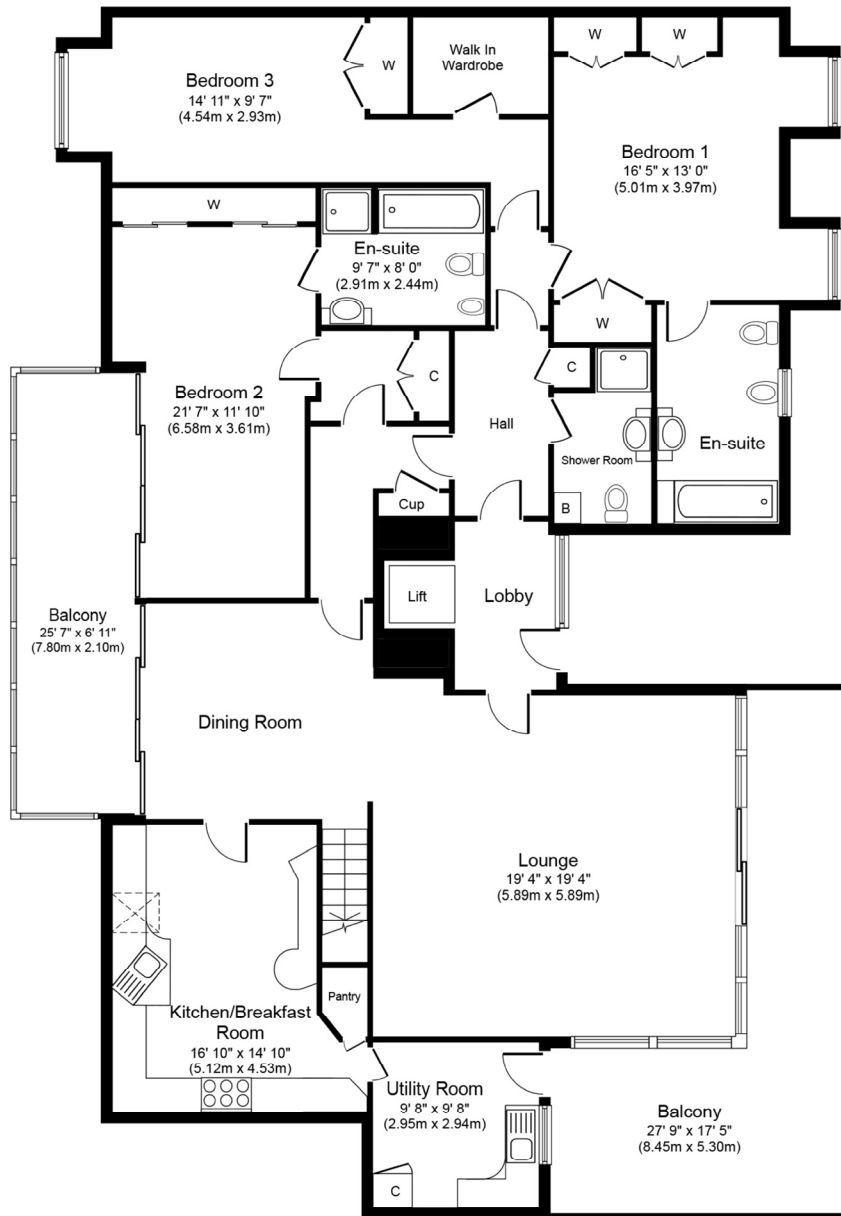 Bedroom 3
14' 11" x 9' 7"
(4.54m x 2.93m)
W
Walk In
Wardrobe
W
W
Bedroom 1
16' 5" x 13' 0"
(5.01m x 3.97m)
W
En-suite
9' 7" x 8' 0"
(2.91m x 2.44m)
W
C
C
Bedroom 2
21' 7" x 11' 10"
(6.58m x 3.61m)
Hall
Shower Room
En-suite
Cup
B
Lift
Lobby
Balcony
25' 7" x 6' 11"
(7.80m x 2.10m)
Dining Room
Lounge
19' 4" x 19' 4"
(5.89m x 5.89m)
Pantry
Kitchen/Breakfast
Room
16' 10" x 14' 10"
(5.12m x 4.53m)
Utility Room
9' 8" x 9' 8"
(2.95m x 2.94m)
C
Balcony
27' 9" x 17' 5"
(8.45m x 5.30m)